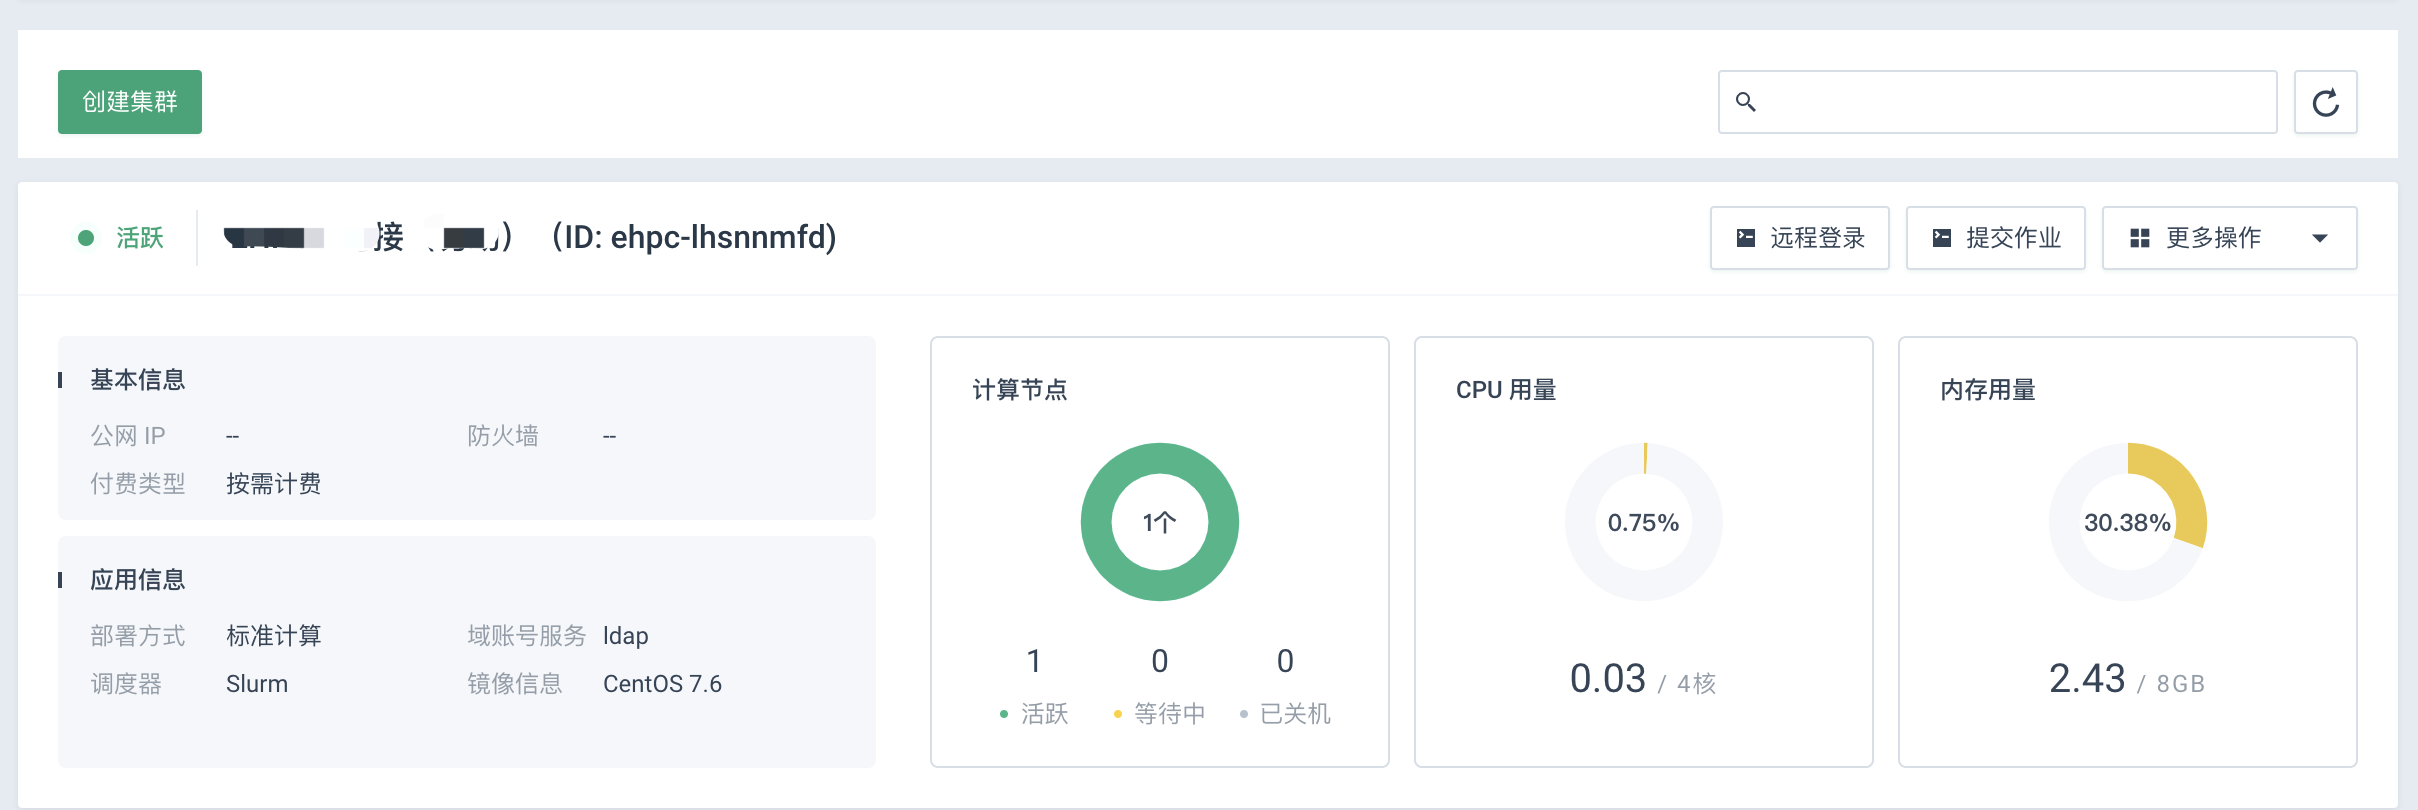 创建集群
活跃
接
(ID: ehpc-lhsnnmfd)
远程登录
提交作业
更多操作
基本信息
公网 IP -- 防火墙 --
付费类型 按需计费
应用信息
部署方式 标准计算 域账号服务 ldap
调度器 Slurm 镜像信息 CentOS 7.6
计算节点
1个
1 0 0
活跃 等待中 已关机
CPU 用量
0.75%
0.03 / 4核
内存用量
30.38%
2.43 / 8GB